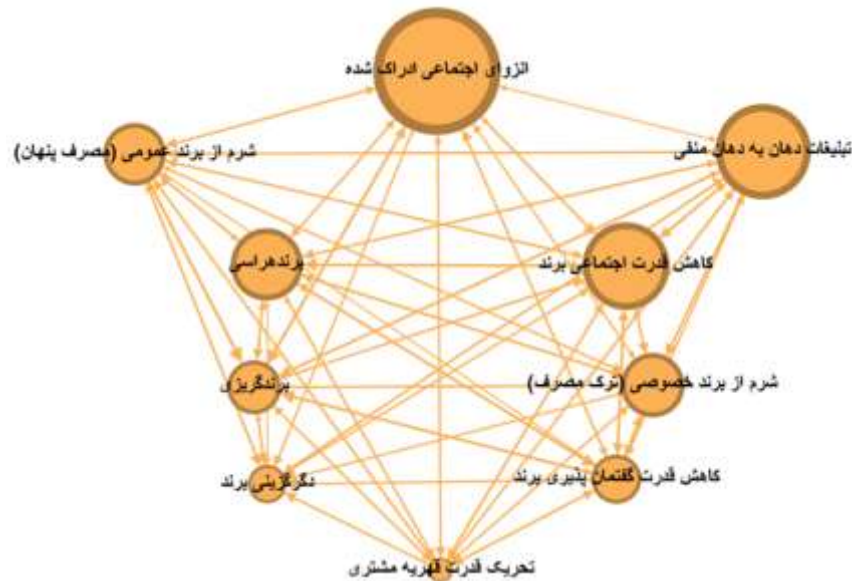 انزوای اجتماعی ادراک شده
تبلیغات دهان به دهان منفی
شرم از برند عمومی (مصرف پنهان)
کاهش قدرت اجتماعی برند
برندهراسی
شرم از برند خصوصی (ترک مصرف)
برندگریزی
کاهش قدرت گفتمان پذیری برند
دگرگزینی برند
تحریک قدرت قهریه مشتری